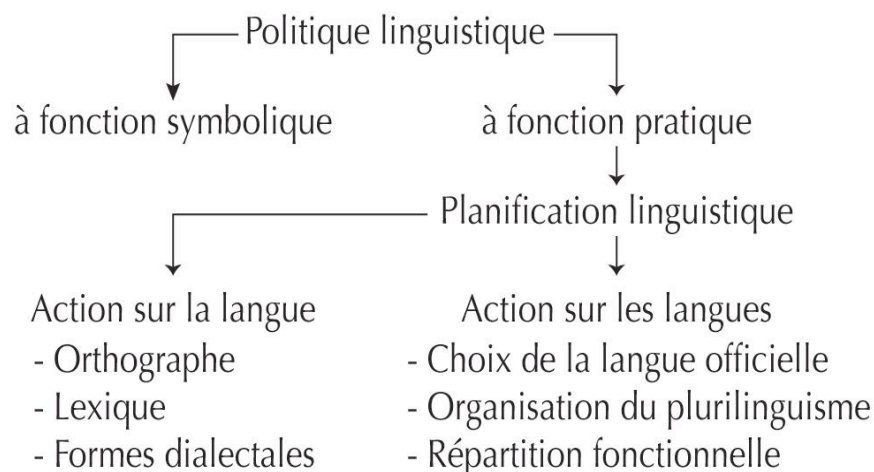 Politique linguistique
à fonction symbolique
à fonction pratique
Planification linguistique
Action sur la langue
- Orthographe
- Lexique
- Formes dialectales
Action sur les langues
- Choix de la langue officielle
- Organisation du plurilinguisme
- Répartition fonctionnelle